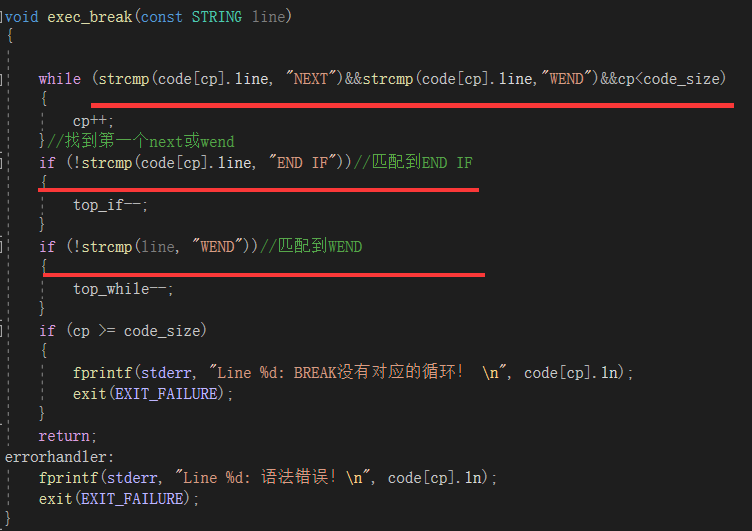 void exec_break(const STRING line)
{
while (strcmp(code[cp].line, "NEXT")&&strcmp(code[cp].line,"WEND")&&cp<code_size)
{
cp++;
}//找到第一个next或wend
if (!strcmp(code[cp].line, "END IF"))//匹配到END IF
{
top_if--;
}
if (!strcmp(line, "WEND"))//匹配到WEND
{
top_while--;
}
if (cp >= code_size)
{
fprintf(stderr, "Line %d: BREAK没有对应的循环! \n", code[cp].ln);
exit(EXIT_FAILURE);
}
return;
errorhandler:
fprintf(stderr, "Line %d: 语法错误! \n", code[cp].ln);
exit(EXIT_FAILURE);
}